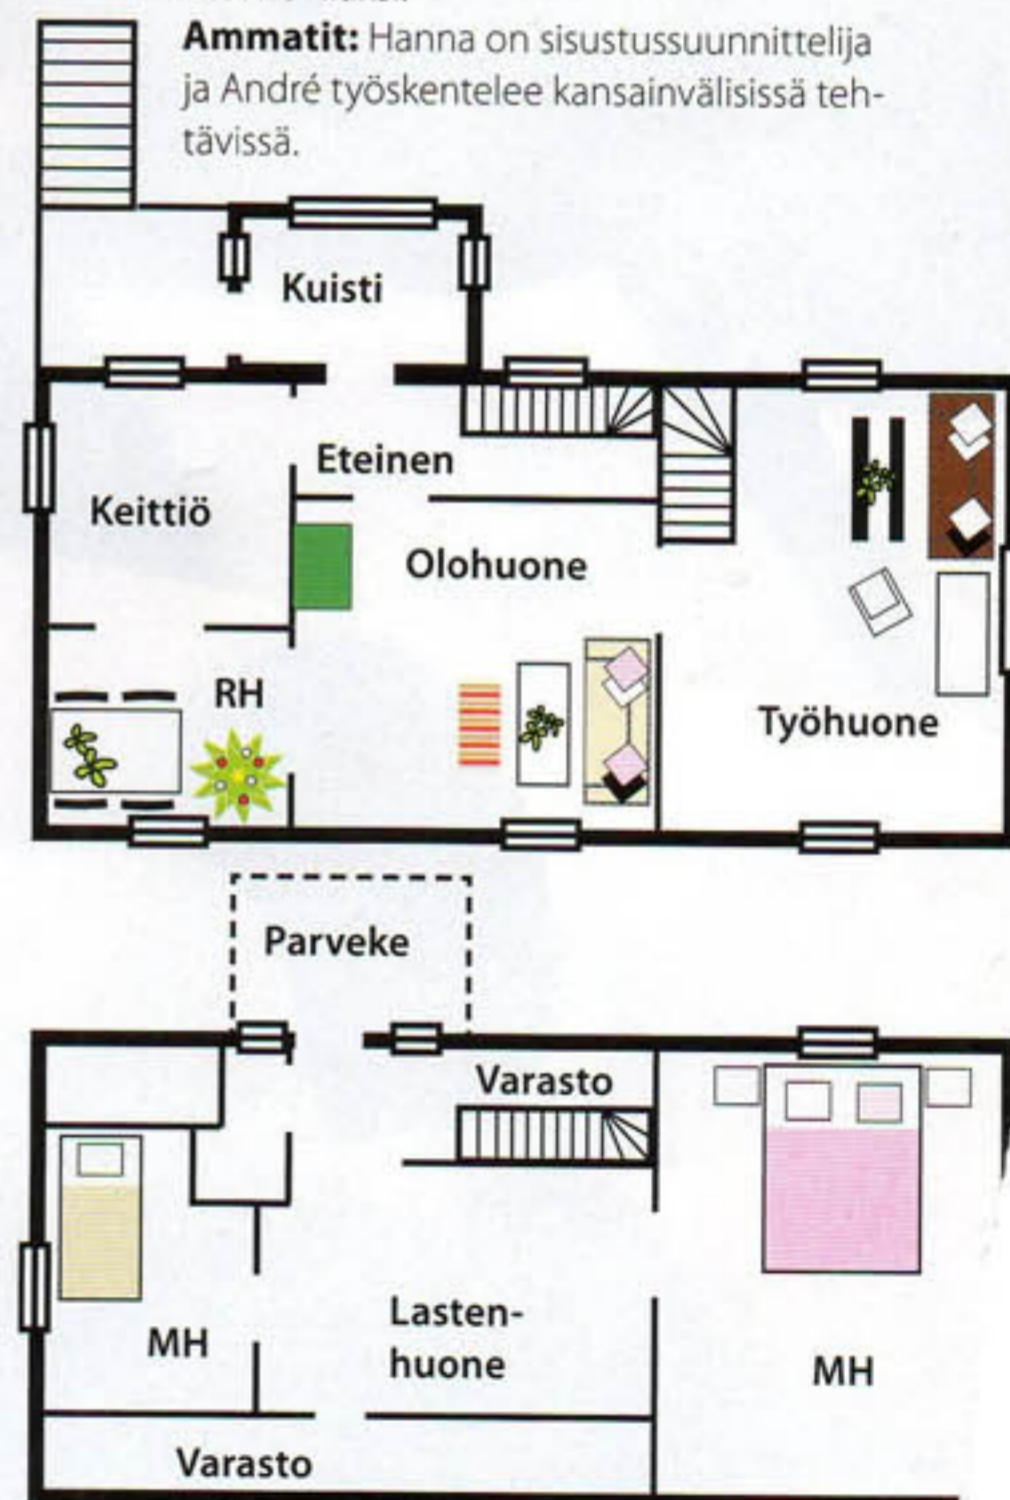 Ammatit: Hanna on sisustussuunnittelija
ja André työskentelee kansainvälisissä teh-
tävissä.
Kuisti
Eteinen
Keittiö
Olohuone
RH
Työhuone
Parveke
Varasto
Lasten-
huone
MH
MH
Varasto